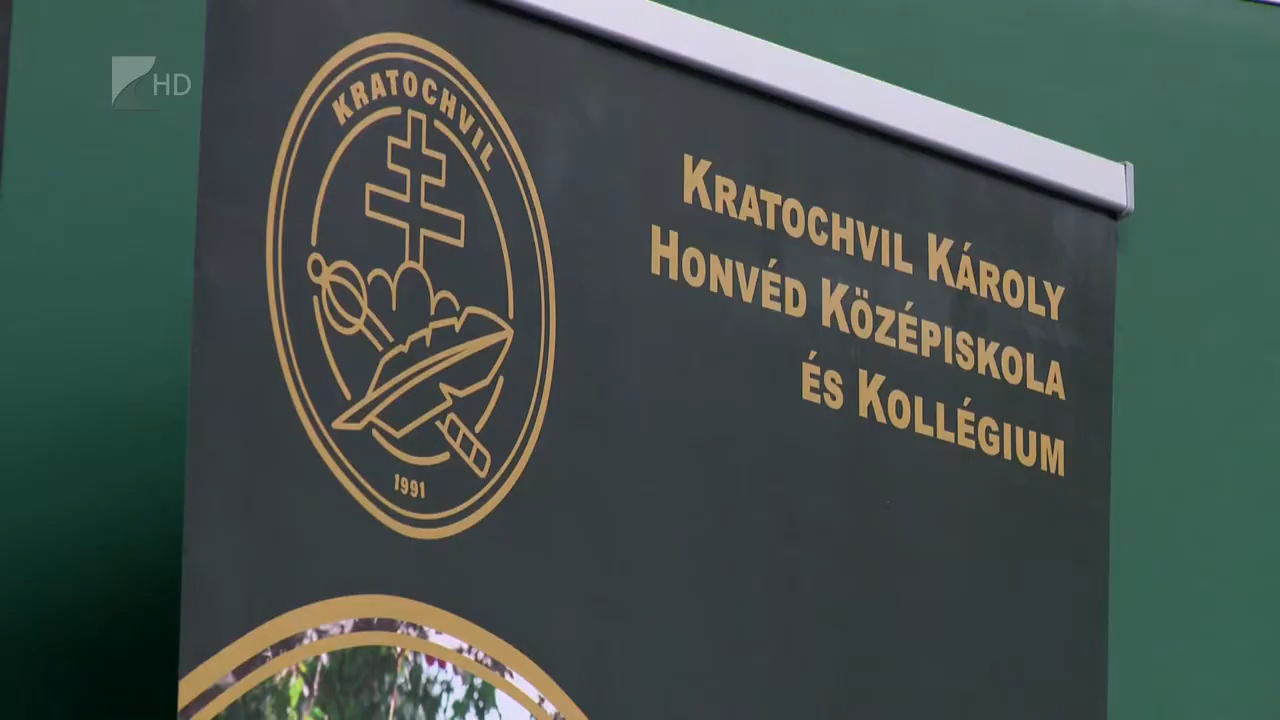 HD
KRATOCHVIL
1991
KRATOCHVIL KÁROLY
HONVÉD KÖZÉPISKOLA
ÉS KOLLÉGIUM